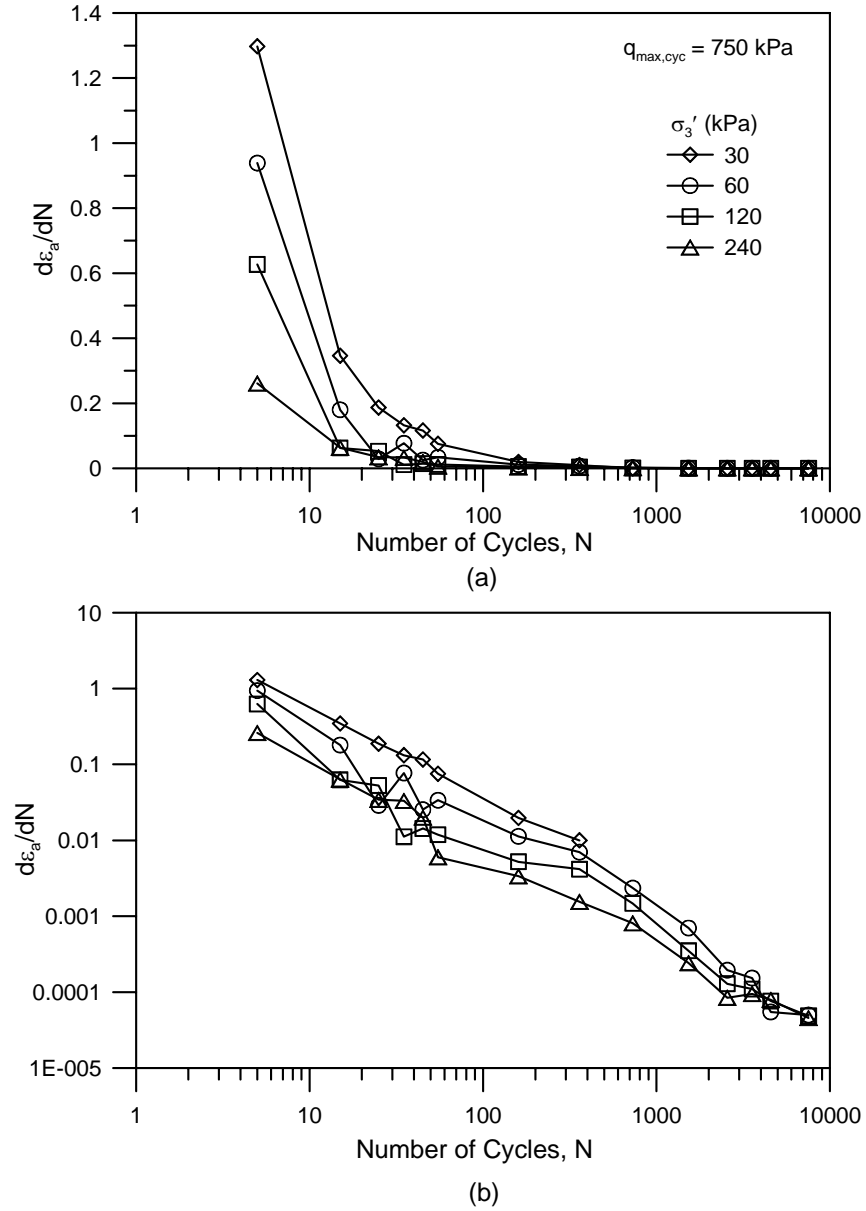 1.4
1.2
1
0.8
0.6
0.4
0.2
0
dεa/dN
qmax,cyc = 750 kPa
σ3′ (kPa)
30
60
120
240
1 10 100 1000 10000
Number of Cycles, N
(a)
10
1
0.1
0.01
0.001
0.0001
1E-005
dεa/dN
1 10 100 1000 10000
Number of Cycles, N
(b)